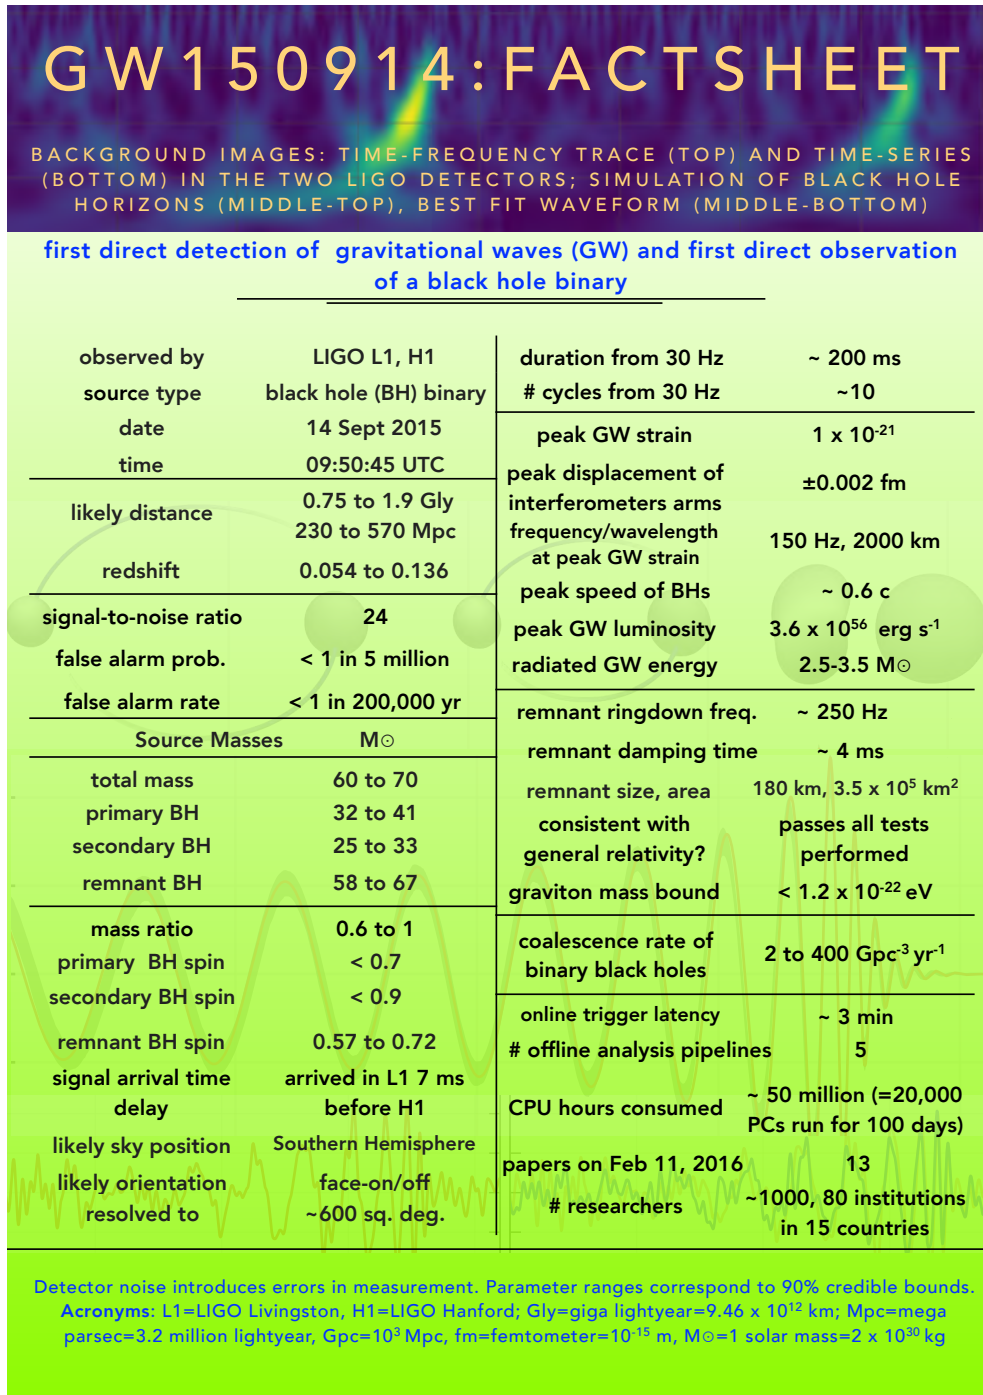 GW150914:FACTSHEET
BACKGROUND IMAGES: TIME-FREQUENCY TRACE (TOP) AND TIME-SERIES
(BOTTOM) IN THE TWO LIGO DETECTORS; SIMULATION OF BLACK HOLE
HORIZONS (MIDDLE-TOP), BEST FIT WAVEFORM (MIDDLE-BOTTOM)
first direct detection of gravitational waves (GW) and first direct observation
of a black hole binary
observed by LIGO L1, H1
source type black hole (BH) binary
date 14 Sept 2015
time 09:50:45 UTC
likely distance 0.75 to 1.9 Gly
230 to 570 Mpc
redshift 0.054 to 0.136
signal-to-noise ratio 24
false alarm prob. < 1 in 5 million
false alarm rate < 1 in 200,000 yr
Source Masses M☉
total mass 60 to 70
primary BH 32 to 41
secondary BH 25 to 33
remnant BH 58 to 67
mass ratio 0.6 to 1
primary BH spin < 0.7
secondary BH spin < 0.9
remnant BH spin 0.57 to 0.72
signal arrival time arrived in L1 7 ms
delay before H1
likely sky position Southern Hemisphere
likely orientation face-on/off
resolved to ~600 sq. deg.
duration from 30 Hz ~ 200 ms
# cycles from 30 Hz ~10
peak GW strain 1 x 10⁻²¹
peak displacement of
interferometers arms ±0.002 fm
frequency/wavelength
at peak GW strain 150 Hz, 2000 km
peak speed of BHs ~ 0.6 c
peak GW luminosity 3.6 x 10⁵⁶ erg s⁻¹
radiated GW energy 2.5-3.5 M☉
remnant ringdown freq. ~ 250 Hz
remnant damping time ~ 4 ms
remnant size, area 180 km, 3.5 x 10⁵ km²
consistent with passes all tests
general relativity? performed
graviton mass bound < 1.2 x 10⁻²² eV
coalescence rate of
binary black holes 2 to 400 Gpc⁻³ yr⁻¹
online trigger latency ~ 3 min
# offline analysis pipelines 5
CPU hours consumed ~ 50 million (=20,000
PCs run for 100 days)
papers on Feb 11, 2016 13
# researchers ~1000, 80 institutions
in 15 countries
Detector noise introduces errors in measurement. Parameter ranges correspond to 90% credible bounds.
Acronyms: L1=LIGO Livingston, H1=LIGO Hanford; Gly=giga lightyear=9.46 x 10¹² km; Mpc=mega
parsec=3.2 million lightyear, Gpc=10³ Mpc, fm=femtometer=10⁻¹⁵ m, M☉=1 solar mass=2 x 10³⁰ kg